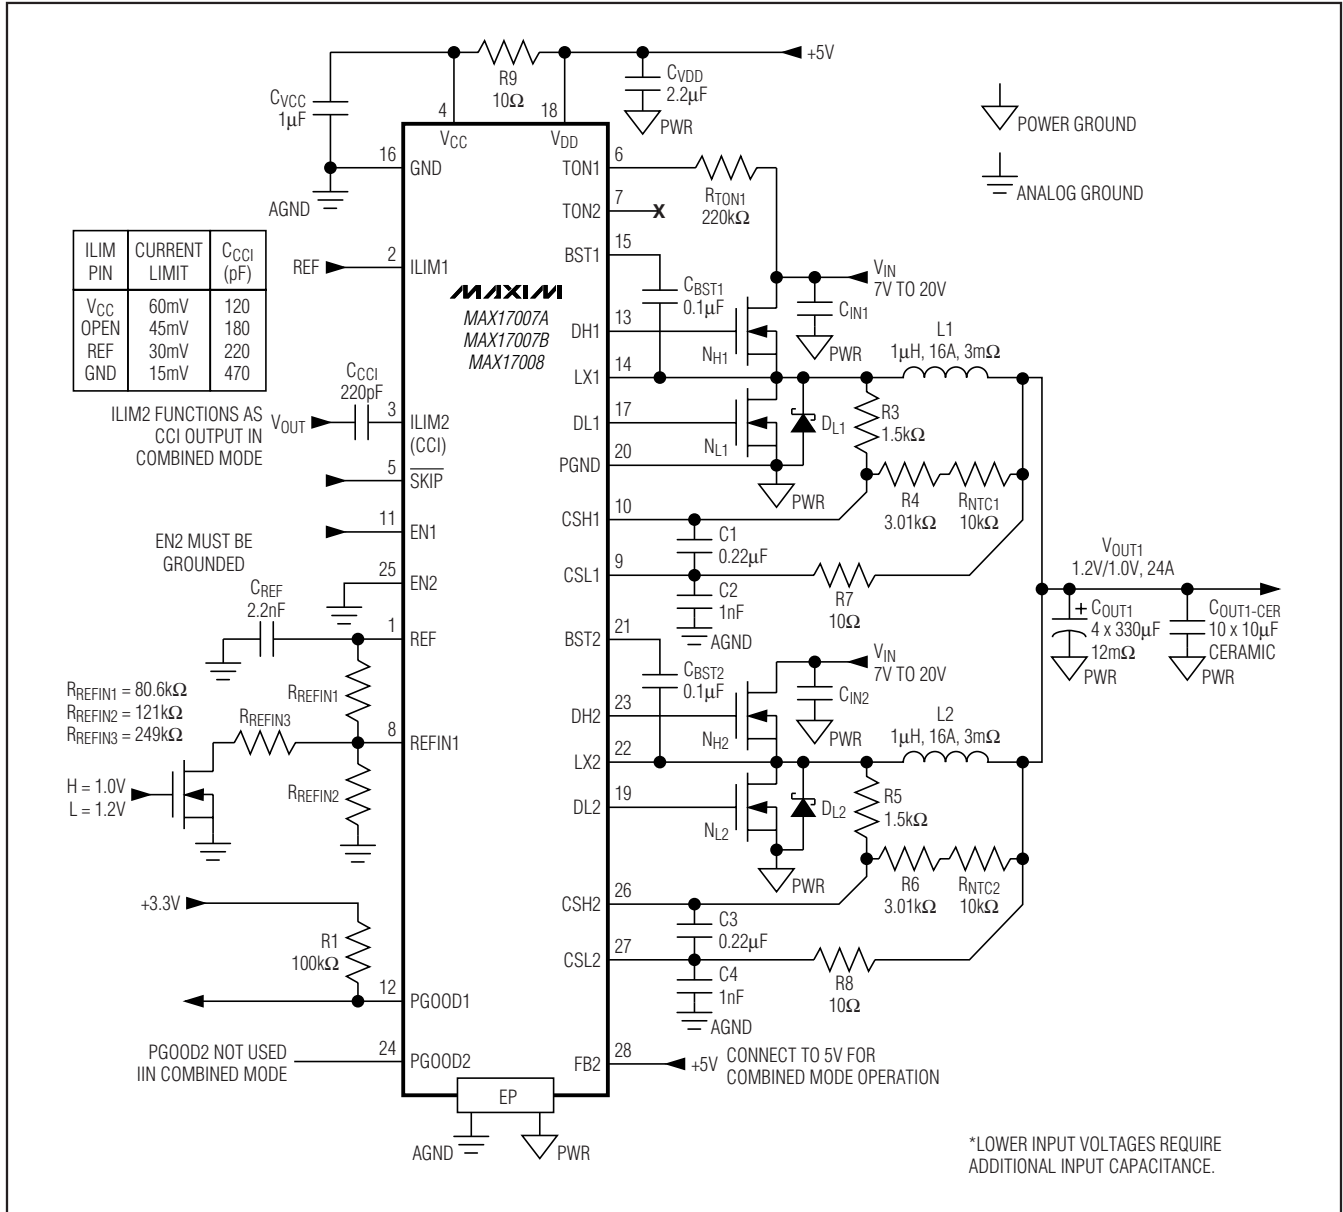 +5V
R9
10Ω
CVDD
2.2µF
PWR
CVCC
1µF
4
18
VCC
VDD
16
GND
AGND
TON1
6
RTON1
220kΩ
TON2
7
X
POWER GROUND
ANALOG GROUND
ILIM PIN
CURRENT LIMIT
CCCI (pF)
VCC 60mV 120
OPEN 45mV 180
REF 30mV 220
GND 15mV 470
REF
2
ILIM1
MAXIM
MAX17007A
MAX17007B
MAX17008
BST1
15
CBST1
0.1µF
VIN
7V TO 20V
CIN1
PWR
DH1
13
NH1
L1
1µH, 16A, 3mΩ
LX1
14
CCCI
220pF
ILIM2 FUNCTIONS AS
CCI OUTPUT IN
COMBINED MODE
VOUT
3
ILIM2
(CCI)
DL1
17
NL1
DL1
R3
1.5kΩ
PGND
20
PWR
R4
3.01kΩ
RNTC1
10kΩ
5
SKIP
CSH1
10
C1
0.22µF
11
EN1
EN2 MUST BE
GROUNDED
25
EN2
CSL1
9
C2
1nF
AGND
R7
10Ω
VOUT1
1.2V/1.0V, 24A
+
COUT1
4 x 330µF
12mΩ
PWR
COUT1-CER
10 x 10µF
CERAMIC
PWR
CREF
2.2nF
1
REF
BST2
21
CBST2
0.1µF
VIN
7V TO 20V
CIN2
PWR
RREFIN1 = 80.6kΩ
RREFIN2 = 121kΩ
RREFIN3 = 249kΩ
RREFIN1
RREFIN3
8
REFIN1
RREFIN2
H = 1.0V
L = 1.2V
DH2
23
NH2
L2
1µH, 16A, 3mΩ
LX2
22
DL2
19
NL2
DL2
R5
1.5kΩ
PWR
R6
3.01kΩ
RNTC2
10kΩ
+3.3V
R1
100kΩ
12
PGOOD1
CSH2
26
C3
0.22µF
CSL2
27
C4
1nF
AGND
R8
10Ω
PGOOD2 NOT USED
IIN COMBINED MODE
24
PGOOD2
FB2
28
+5V
CONNECT TO 5V FOR
COMBINED MODE OPERATION
EP
AGND
PWR
*LOWER INPUT VOLTAGES REQUIRE
ADDITIONAL INPUT CAPACITANCE.